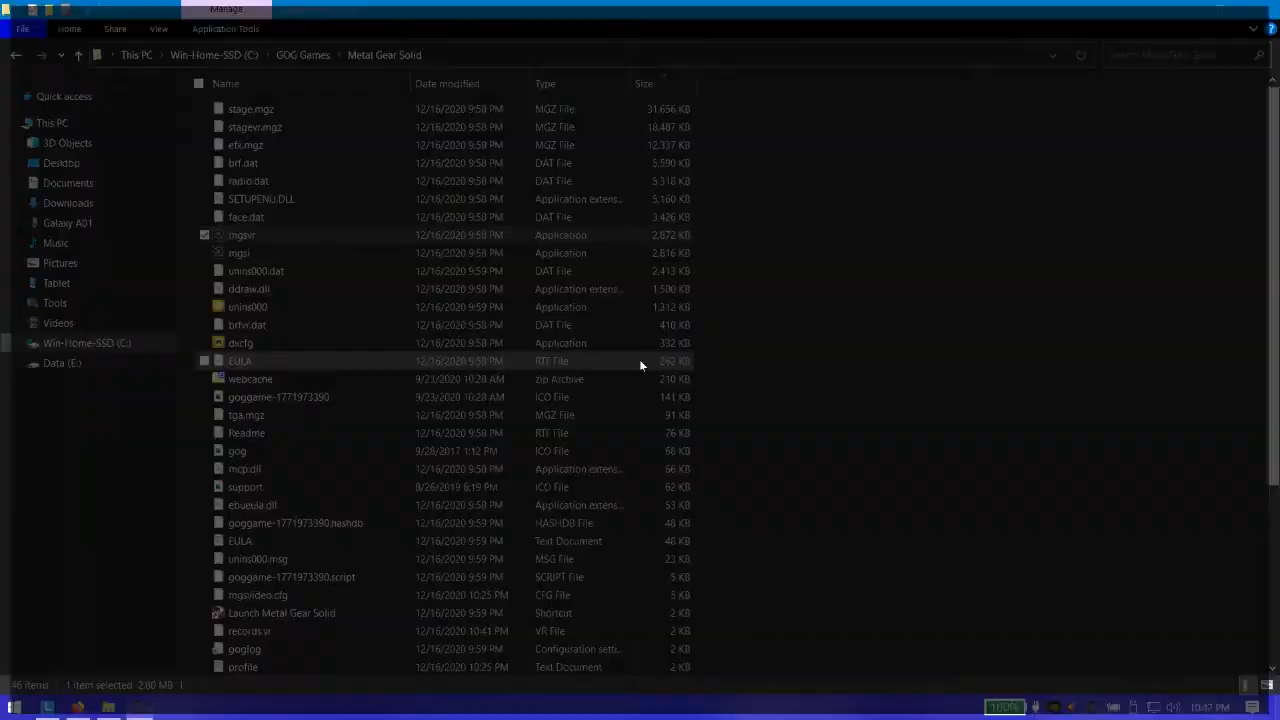 Manage
File Home Share View Application Tools
This PC Win-Home-SSD (C:) GOG Games Metal Gear Solid Search Metal Gear Solid
Name Date modified Type Size
Quick access
This PC
3D Objects
Desktop
Documents
Downloads
Galaxy A01
Music
Pictures
Tablet
Tools
Videos
Win-Home-SSD (C:)
Data (E:)
stage.mgz 12/16/2020 9:58 PM MGZ File 31,656 KB
stagevr.mgz 12/16/2020 9:58 PM MGZ File 18,487 KB
efx.mgz 12/16/2020 9:58 PM MGZ File 12,337 KB
brf.dat 12/16/2020 9:58 PM DAT File 5,590 KB
radio.dat 12/16/2020 9:58 PM DAT File 5,318 KB
SETUPENU.DLL 12/16/2020 9:58 PM Application extens... 5,160 KB
face.dat 12/16/2020 9:58 PM DAT File 3,426 KB
mgsvr 12/16/2020 9:58 PM Application 2,872 KB
mgsi 12/16/2020 9:58 PM Application 2,816 KB
unins000.dat 12/16/2020 9:59 PM DAT File 2,413 KB
ddraw.dll 12/16/2020 9:58 PM Application extens... 1,500 KB
unins000 12/16/2020 9:59 PM Application 1,312 KB
brfvr.dat 12/16/2020 9:58 PM DAT File 410 KB
dxcfg 12/16/2020 9:58 PM Application 332 KB
EULA 12/16/2020 9:58 PM RTF File 262 KB
webcache 9/23/2020 10:28 AM zip Archive 210 KB
goggame-1771973390 9/23/2020 10:28 AM ICO File 141 KB
tga.mgz 12/16/2020 9:58 PM MGZ File 91 KB
Readme 12/16/2020 9:58 PM RTF File 76 KB
gog 9/28/2017 1:12 PM ICO File 68 KB
mcp.dll 12/16/2020 9:58 PM Application extens... 66 KB
support 8/26/2019 6:19 PM ICO File 62 KB
ebueula.dll 12/16/2020 9:58 PM Application extens... 53 KB
goggame-1771973390.hashdb 12/16/2020 9:59 PM HASHDB File 48 KB
EULA 12/16/2020 9:59 PM Text Document 48 KB
unins000.msg 12/16/2020 9:59 PM MSG File 23 KB
goggame-1771973390.script 12/16/2020 9:59 PM SCRIPT File 5 KB
mgsvideo.cfg 12/16/2020 10:25 PM CFG File 3 KB
Launch Metal Gear Solid 12/16/2020 9:59 PM Shortcut 2 KB
records.vr 12/16/2020 10:41 PM VR File 2 KB
goglog 12/16/2020 9:59 PM Configuration setti... 2 KB
profile 12/16/2020 10:25 PM Text Document 2 KB
46 items 1 item selected 2.80 MB
100% 10:42 PM